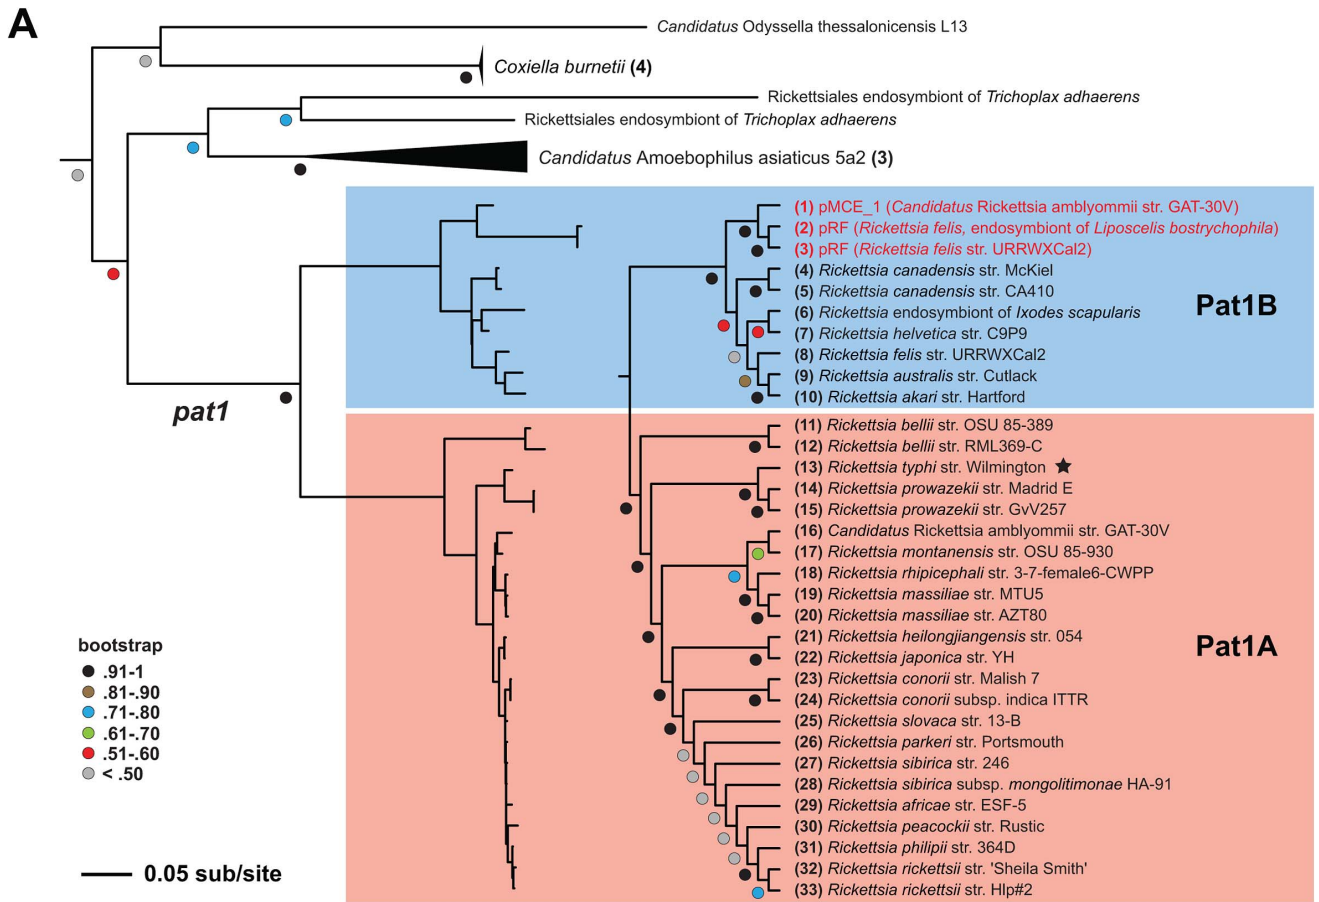 A
Candidatus Odyssella thessalonicensis L13
Coxiella burnetii (4)
Rickettsiales endosymbiont of Trichoplax adhaerens
Rickettsiales endosymbiont of Trichoplax adhaerens
Candidatus Amoebophilus asiaticus 5a2 (3)
(1) pMCE_1 (Candidatus Rickettsia amblyommii str. GAT-30V)
(2) pRF (Rickettsia felis, endosymbiont of Liposcelis bostrychophila)
(3) pRF (Rickettsia felis str. URRWXCal2)
(4) Rickettsia canadensis str. McKiel
(5) Rickettsia canadensis str. CA410
(6) Rickettsia endosymbiont of Ixodes scapularis
(7) Rickettsia helvetica str. C9P9
(8) Rickettsia felis str. URRWXCal2
(9) Rickettsia australis str. Cutlack
(10) Rickettsia akari str. Hartford
Pat1B
pat1
(11) Rickettsia bellii str. OSU 85-389
(12) Rickettsia bellii str. RML369-C
(13) Rickettsia typhi str. Wilmington ★
(14) Rickettsia prowazekii str. Madrid E
(15) Rickettsia prowazekii str. GvV257
(16) Candidatus Rickettsia amblyommii str. GAT-30V
(17) Rickettsia montanensis str. OSU 85-930
(18) Rickettsia rhipicephali str. 3-7-female6-CWPP
(19) Rickettsia massiliae str. MTU5
(20) Rickettsia massiliae str. AZT80
(21) Rickettsia heilongjiangensis str. 054
(22) Rickettsia japonica str. YH
(23) Rickettsia conorii str. Malish 7
(24) Rickettsia conorii subsp. indica ITTR
(25) Rickettsia slovaca str. 13-B
(26) Rickettsia parkeri str. Portsmouth
(27) Rickettsia sibirica str. 246
(28) Rickettsia sibirica subsp. mongolitimonae HA-91
(29) Rickettsia africae str. ESF-5
(30) Rickettsia peacockii str. Rustic
(31) Rickettsia philipii str. 364D
(32) Rickettsia rickettsii str. 'Sheila Smith'
(33) Rickettsia rickettsii str. Hlp#2
Pat1A
bootstrap
.91-1
.81-.90
.71-.80
.61-.70
.51-.60
< .50
0.05 sub/site